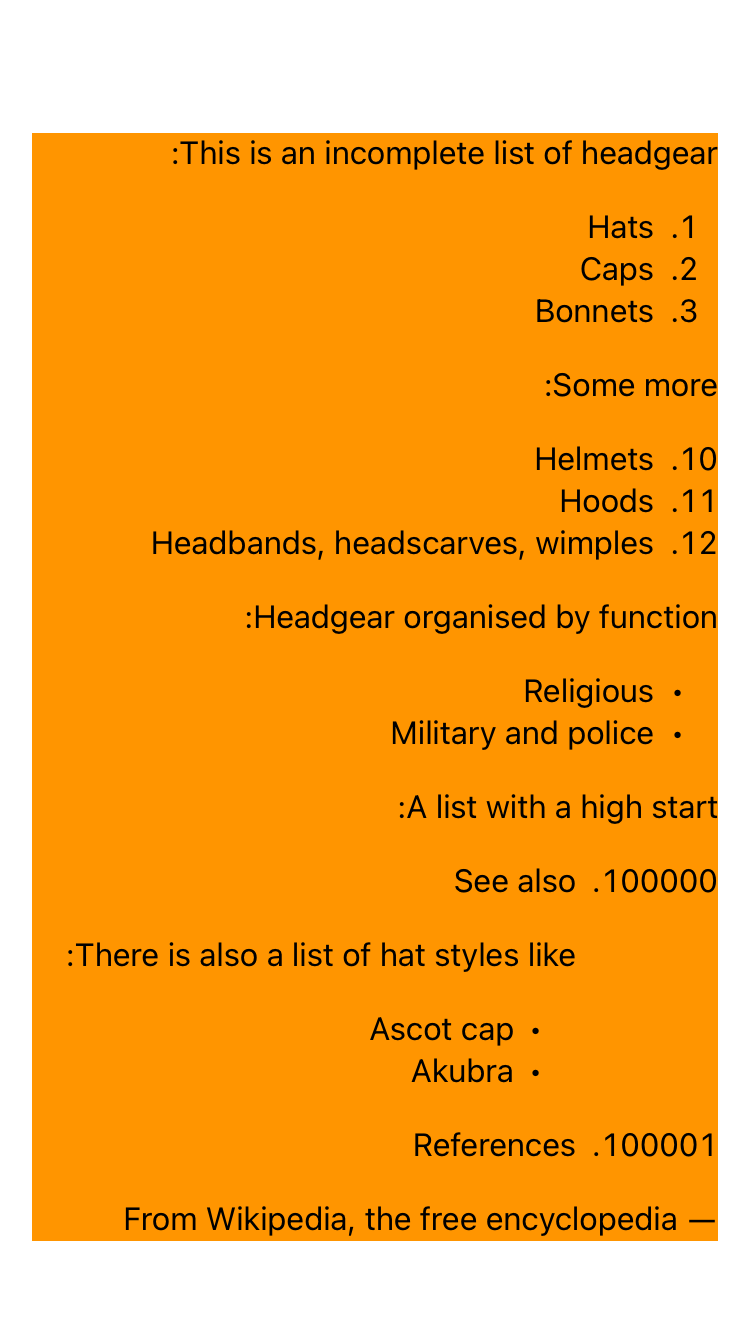 :This is an incomplete list of headgear
Hats .1
Caps .2
Bonnets .3
:Some more
Helmets .10
Hoods .11
Headbands, headscarves, wimples .12
:Headgear organised by function
Religious •
Military and police •
:A list with a high start
See also .100000
:There is also a list of hat styles like
Ascot cap •
Akubra •
References .100001
From Wikipedia, the free encyclopedia —